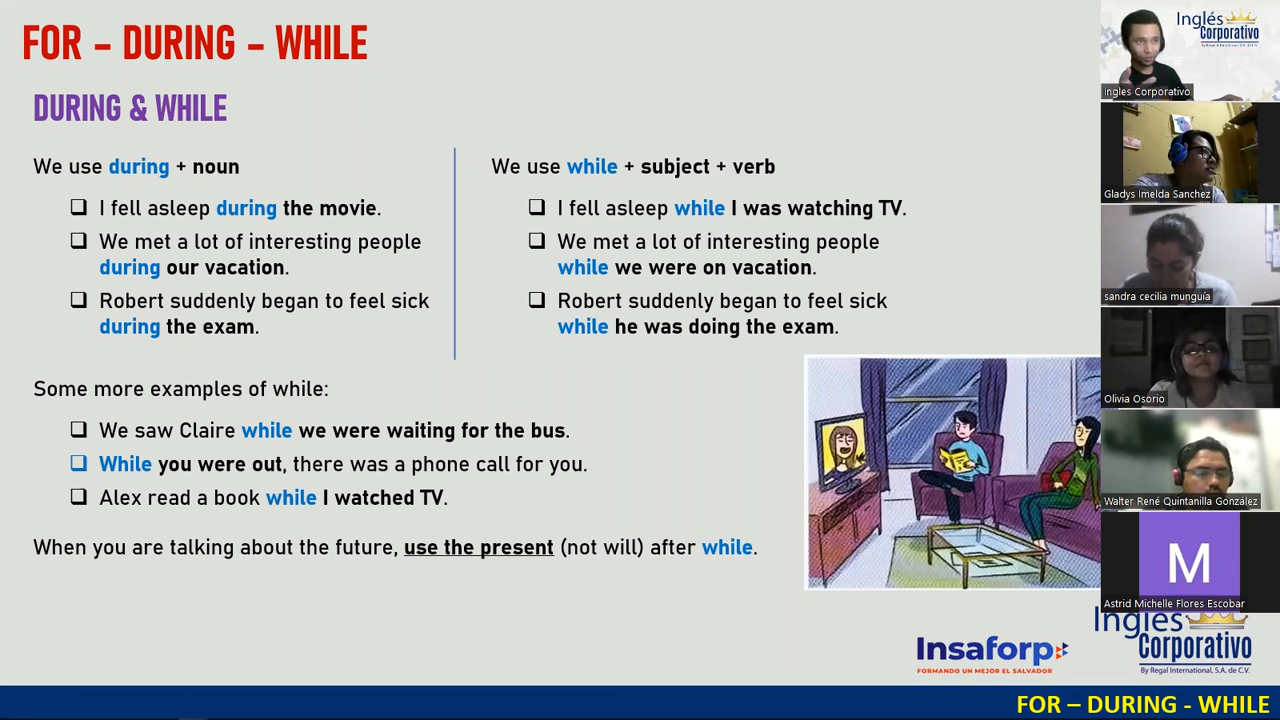 FOR – DURING – WHILE
DURING & WHILE
We use during + noun
I fell asleep during the movie.
We met a lot of interesting people
during our vacation.
Robert suddenly began to feel sick
during the exam.
We use while + subject + verb
I fell asleep while I was watching TV.
We met a lot of interesting people
while we were on vacation.
Robert suddenly began to feel sick
while he was doing the exam.
Some more examples of while:
We saw Claire while we were waiting for the bus.
While you were out, there was a phone call for you.
Alex read a book while I watched TV.
When you are talking about the future, use the present (not will) after while.
Inglés
Corporativo
By Regal International, S.A. de C.V.
Ingles Corporativo
Gladys Imelda Sanchez
sandra cecilia munguía
Olivia Osorio
Walter René Quintanilla González
M
Astrid Michelle Flores Escobar
Insaforp
FORMANDO UN MEJOR EL SALVADOR
Inglés
Corporativo
By Regal International, S.A. de C.V.
FOR – DURING - WHILE